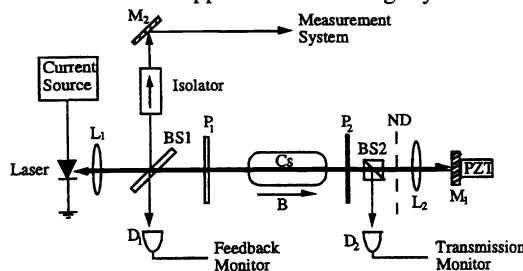 M2
Measurement
System
Current
Source
Isolator
L1
BS1
P1
Cs
P2
BS2
ND
Laser
B
L2
PZT
M1
D1
Feedback
Monitor
D2
Transmission
Monitor